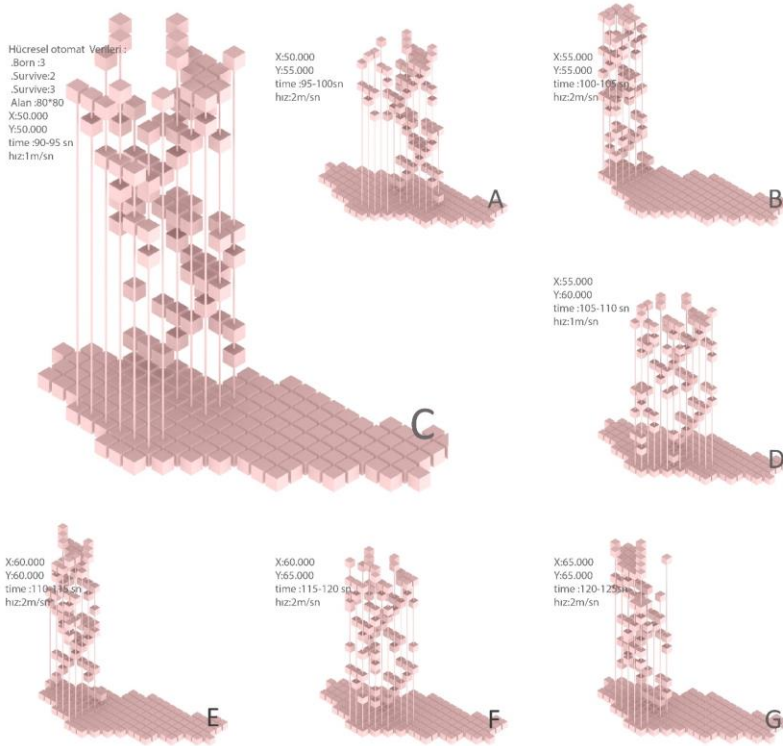 Hücresel otomat Verileri :
.Born :3
.Survive:2
.Survive:3
Alan :80*80
X:50.000
Y:50.000
time :90-95 sn
hız:1m/sn
C
X:50.000
Y:55.000
time :95-100sn
hız:2m/sn
A
X:55.000
Y:55.000
time :100-105 sn
hız:2m/sn
B
X:55.000
Y:60.000
time :105-110 sn
hız:1m/sn
D
X:60.000
Y:60.000
time :110-115 sn
hız:2m/sn
E
X:60.000
Y:65.000
time :115-120 sn
hız:2m/sn
F
X:65.000
Y:65.000
time :120-125sn
hız:2m/sn
G